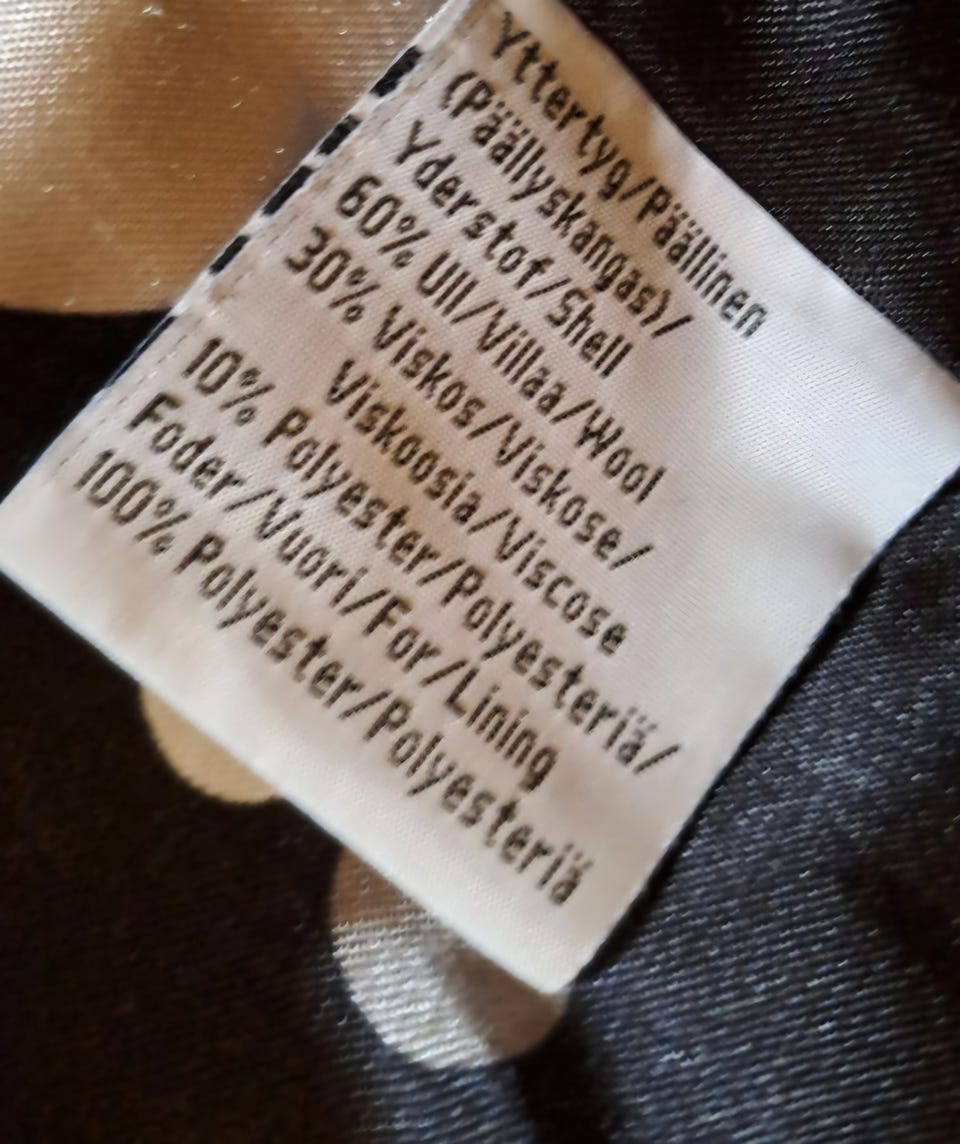 Yttertyg/Päällinen
(Päällyskangas)/
Yderstof/Shell
60% Ull/Villaa/Wool
30% Viskos/Viskose/
Viskoosia/Viscose
10% Polyester/Polyesteriä/
Foder/Vuori/For/Lining
100% Polyester/Polyesteriä